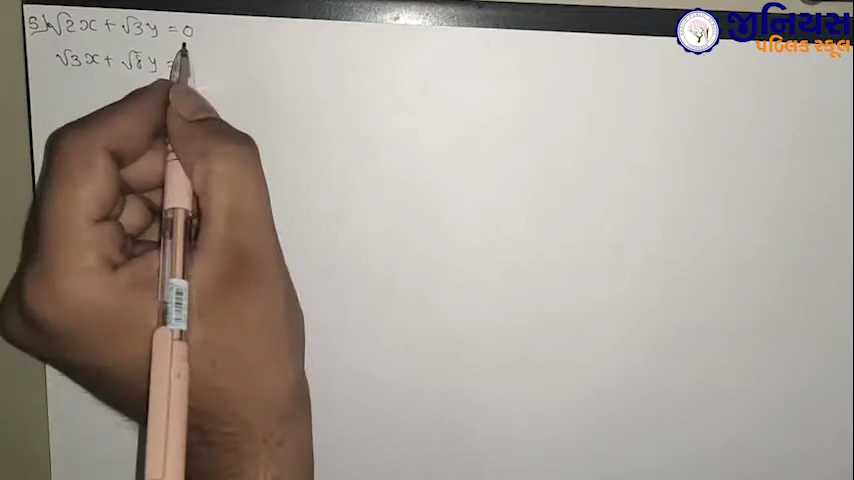 5) √2x + √3y = 0
√3x + √8y =
જીનિયસ
પબ્લિક સ્કૂલ